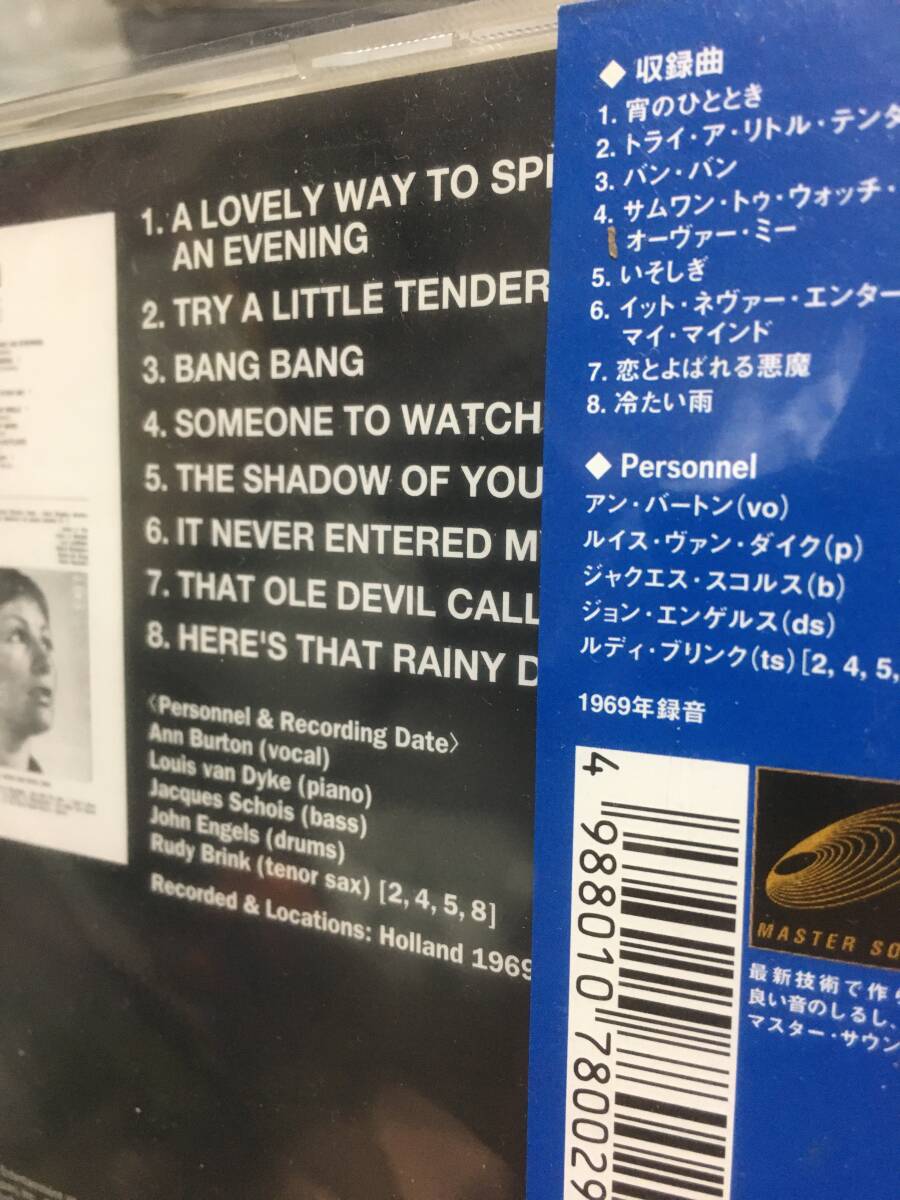 1. A LOVELY WAY TO SPE
AN EVENING
2. TRY A LITTLE TENDER
3. BANG BANG
4. SOMEONE TO WATCH
5. THE SHADOW OF YOU
6. IT NEVER ENTERED MY
7. THAT OLE DEVIL CALL
8. HERE'S THAT RAINY D
〈Personnel & Recording Date〉
Ann Burton (vocal)
Louis van Dyke (piano)
Jacques Schois (bass)
John Engels (drums)
Rudy Brink (tenor sax) [2, 4, 5, 8]
Recorded & Locations: Holland 1969
◆ 収録曲
1. 宵のひととき
2. トライ・ア・リトル・テンダ
3. バン・バン
4. サムワン・トゥ・ウォッチ・
オーヴァー・ミー
5. いそしぎ
6. イット・ネヴァー・エンター
マイ・マインド
7. 恋とよばれる悪魔
8. 冷たい雨
◆ Personnel
アン・バートン(vo)
ルイス・ヴァン・ダイク(p)
ジャクエス・スコルス(b)
ジョン・エンゲルス(ds)
ルディ・ブリンク(ts) [2, 4, 5,
1969年録音
4 988010 780029
MASTER SO
最新技術で作ら
良い音のしるし、
マスター・サウン